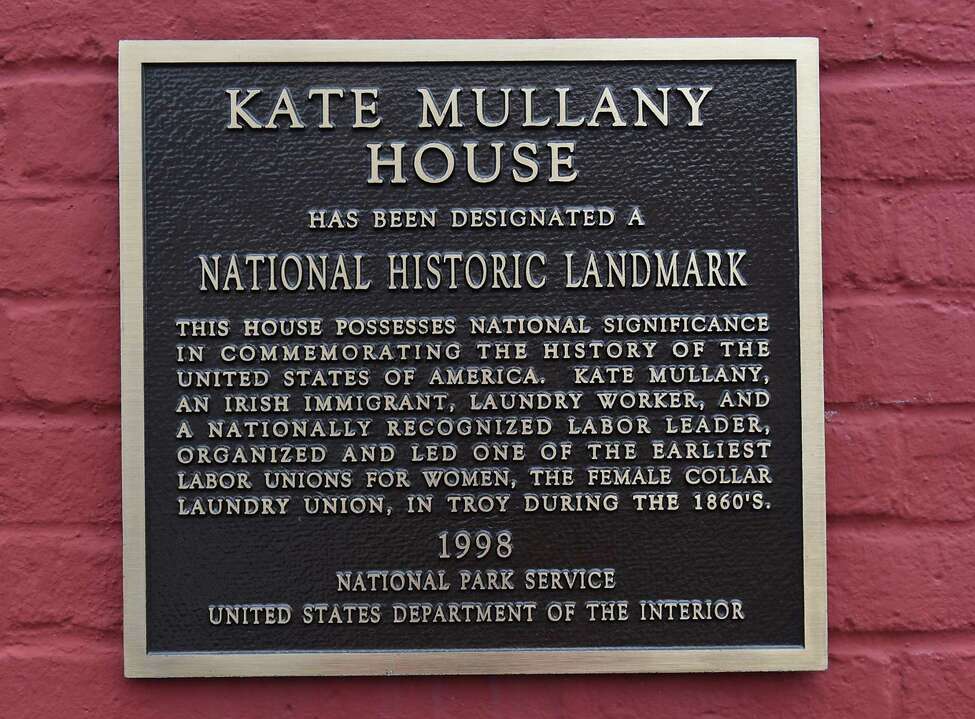 KATE MULLANY
HOUSE
HAS BEEN DESIGNATED A
NATIONAL HISTORIC LANDMARK
THIS HOUSE POSSESSES NATIONAL SIGNIFICANCE
IN COMMEMORATING THE HISTORY OF THE
UNITED STATES OF AMERICA. KATE MULLANY,
AN IRISH IMMIGRANT, LAUNDRY WORKER, AND
A NATIONALLY RECOGNIZED LABOR LEADER,
ORGANIZED AND LED ONE OF THE EARLIEST
LABOR UNIONS FOR WOMEN, THE FEMALE COLLAR
LAUNDRY UNION, IN TROY DURING THE 1860'S.
1998
NATIONAL PARK SERVICE
UNITED STATES DEPARTMENT OF THE INTERIOR